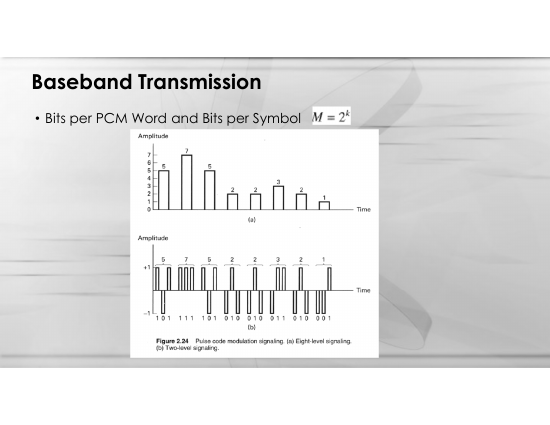 Baseband Transmission
• Bits per PCM Word and Bits per Symbol M = 2^k
Amplitude
7
6
5
4
3
2
1
0
5 7 5 2 2 3 2 1
Time
(a)
Amplitude
5 7 5 2 2 3 2 1
+1
Time
−1
1 0 1 1 1 1 1 0 1 0 1 0 0 1 0 0 1 1 0 1 0 0 0 1
(b)
Figure 2.24 Pulse code modulation signaling. (a) Eight-level signaling.
(b) Two-level signaling.